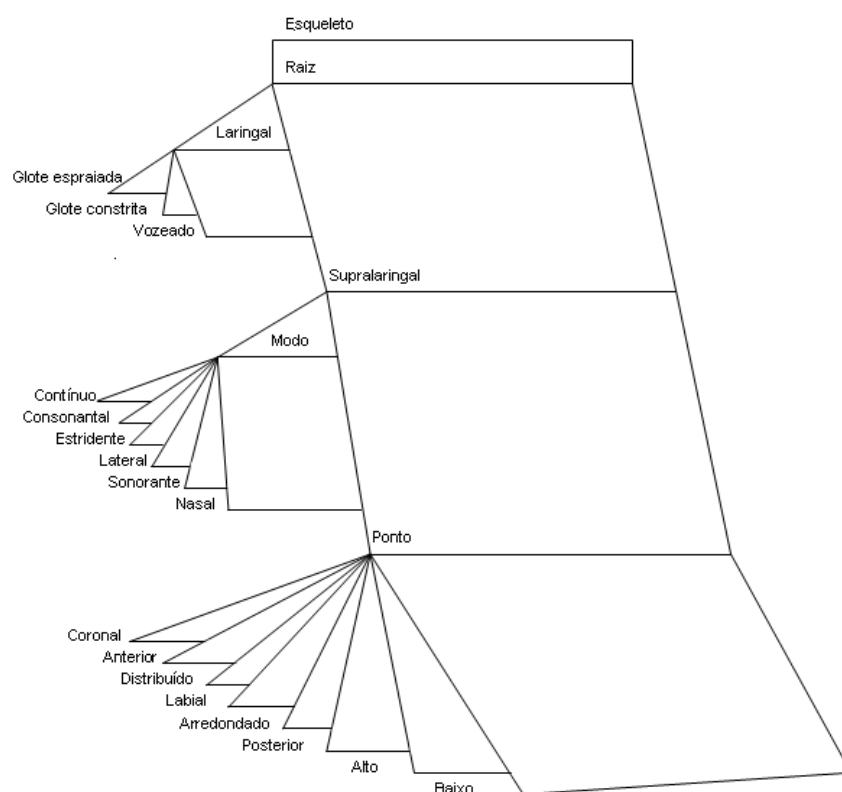 Esqueleto
Raiz
Laringal
Glote espraiada
Glote constrita
Vozeado
Supralaringal
Modo
Contínuo
Consonantal
Estridente
Lateral
Sonorante
Nasal
Ponto
Coronal
Anterior
Distribuído
Labial
Arredondado
Posterior
Alto
Baixo